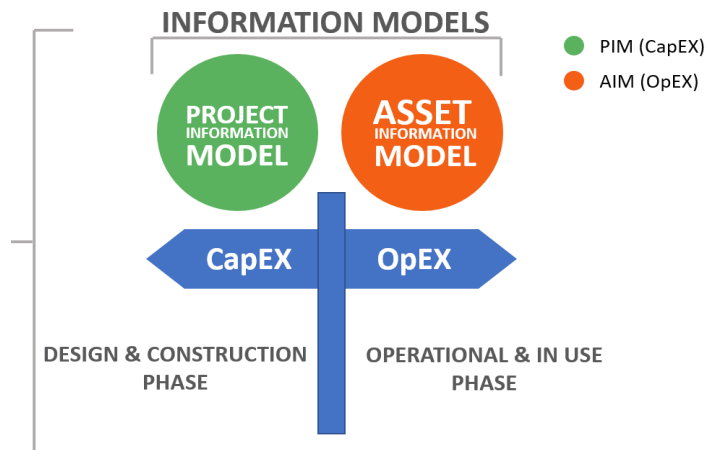 INFORMATION MODELS
PIM (CapEX)
AIM (OpEX)
PROJECT
INFORMATION
MODEL
ASSET
INFORMATION
MODEL
CapEX
OpEX
DESIGN & CONSTRUCTION
PHASE
OPERATIONAL & IN USE
PHASE